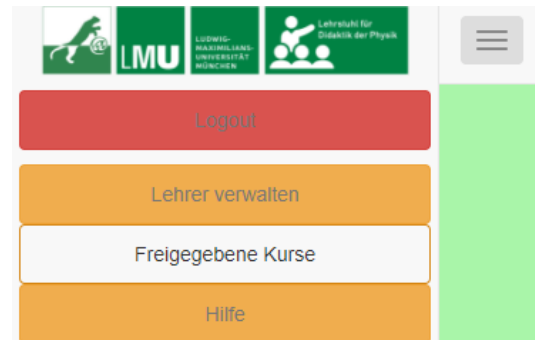 @
LMU
LUDWIG-
MAXIMILIANS-
UNIVERSITÄT
MÜNCHEN
Lehrstuhl für
Didaktik der Physik
Logout
Lehrer verwalten
Freigegebene Kurse
Hilfe